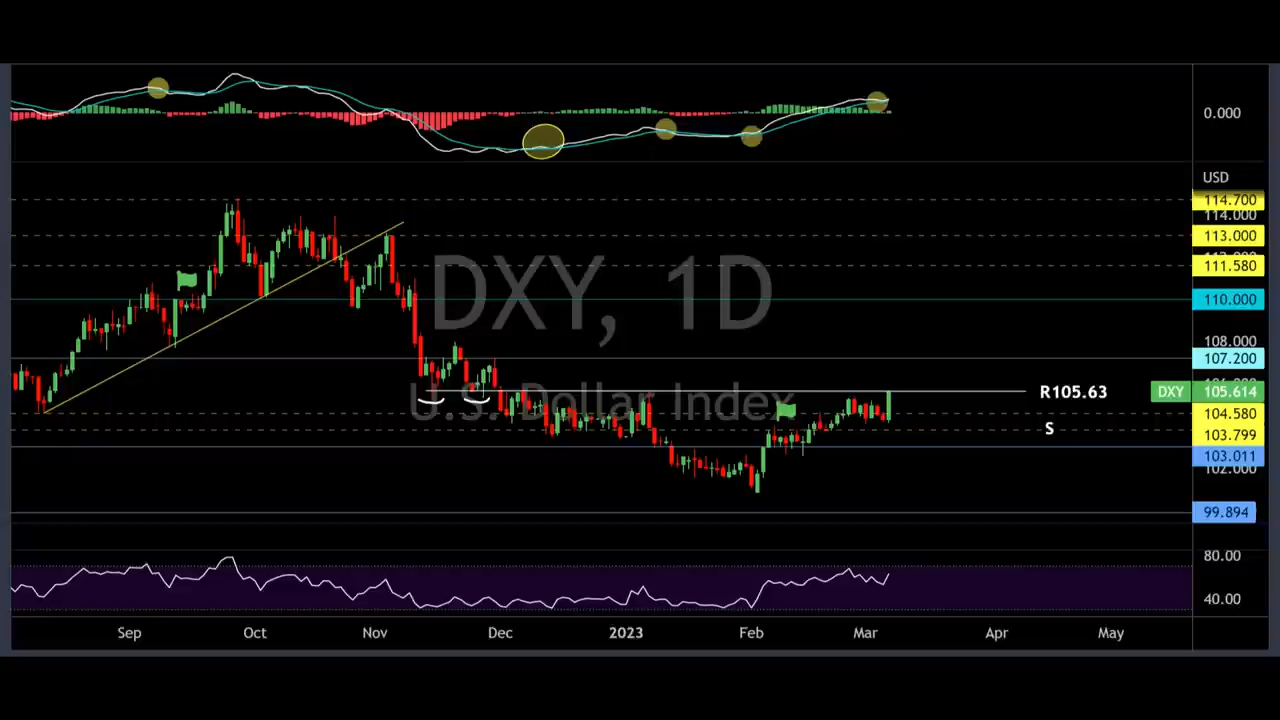 0.000
USD
114.700
114.000
113.000
111.580
DXY, 1D
110.000
108.000
107.200
U.S. Dollar Index
R105.63
DXY 105.614
104.580
S
103.799
103.011
102.000
99.894
80.00
40.00
Sep Oct Nov Dec 2023 Feb Mar Apr May